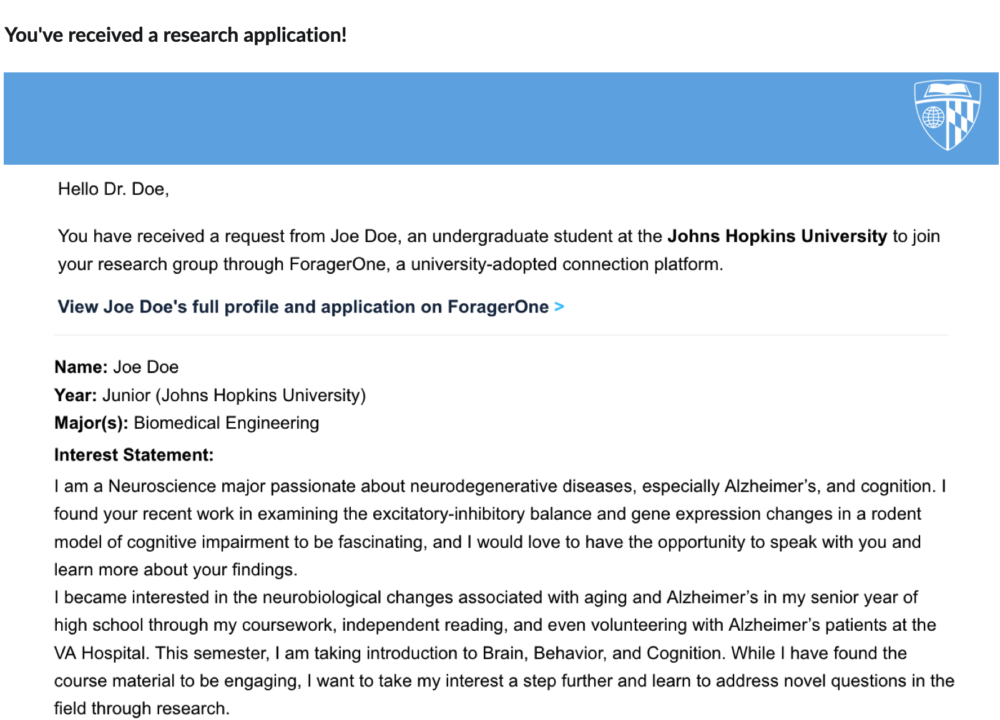 You've received a research application!
Hello Dr. Doe,
You have received a request from Joe Doe, an undergraduate student at the Johns Hopkins University to join
your research group through ForagerOne, a university-adopted connection platform.
View Joe Doe's full profile and application on ForagerOne >
Name: Joe Doe
Year: Junior (Johns Hopkins University)
Major(s): Biomedical Engineering
Interest Statement:
I am a Neuroscience major passionate about neurodegenerative diseases, especially Alzheimer’s, and cognition. I
found your recent work in examining the excitatory-inhibitory balance and gene expression changes in a rodent
model of cognitive impairment to be fascinating, and I would love to have the opportunity to speak with you and
learn more about your findings.
I became interested in the neurobiological changes associated with aging and Alzheimer’s in my senior year of
high school through my coursework, independent reading, and even volunteering with Alzheimer’s patients at the
VA Hospital. This semester, I am taking introduction to Brain, Behavior, and Cognition. While I have found the
course material to be engaging, I want to take my interest a step further and learn to address novel questions in the
field through research.